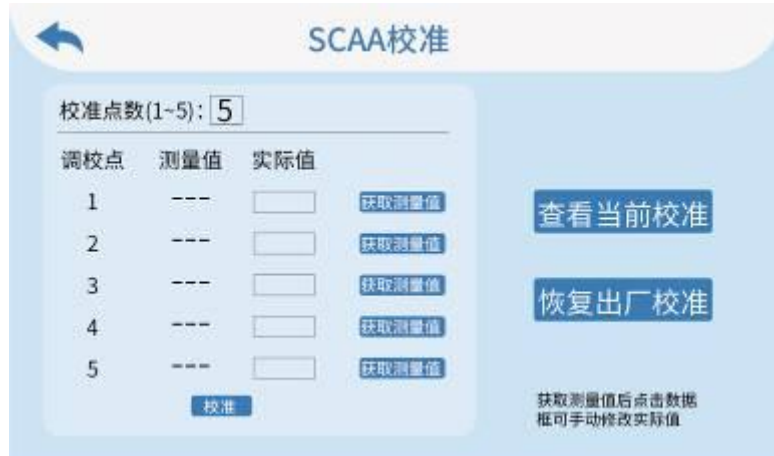 SCAA校准
校准点数(1~5): 5
调校点 测量值 实际值
1 --- 获取测量值
2 --- 获取测量值
3 --- 获取测量值
4 --- 获取测量值
5 --- 获取测量值
校准
查看当前校准
恢复出厂校准
获取测量值后点击数据
框可手动修改实际值